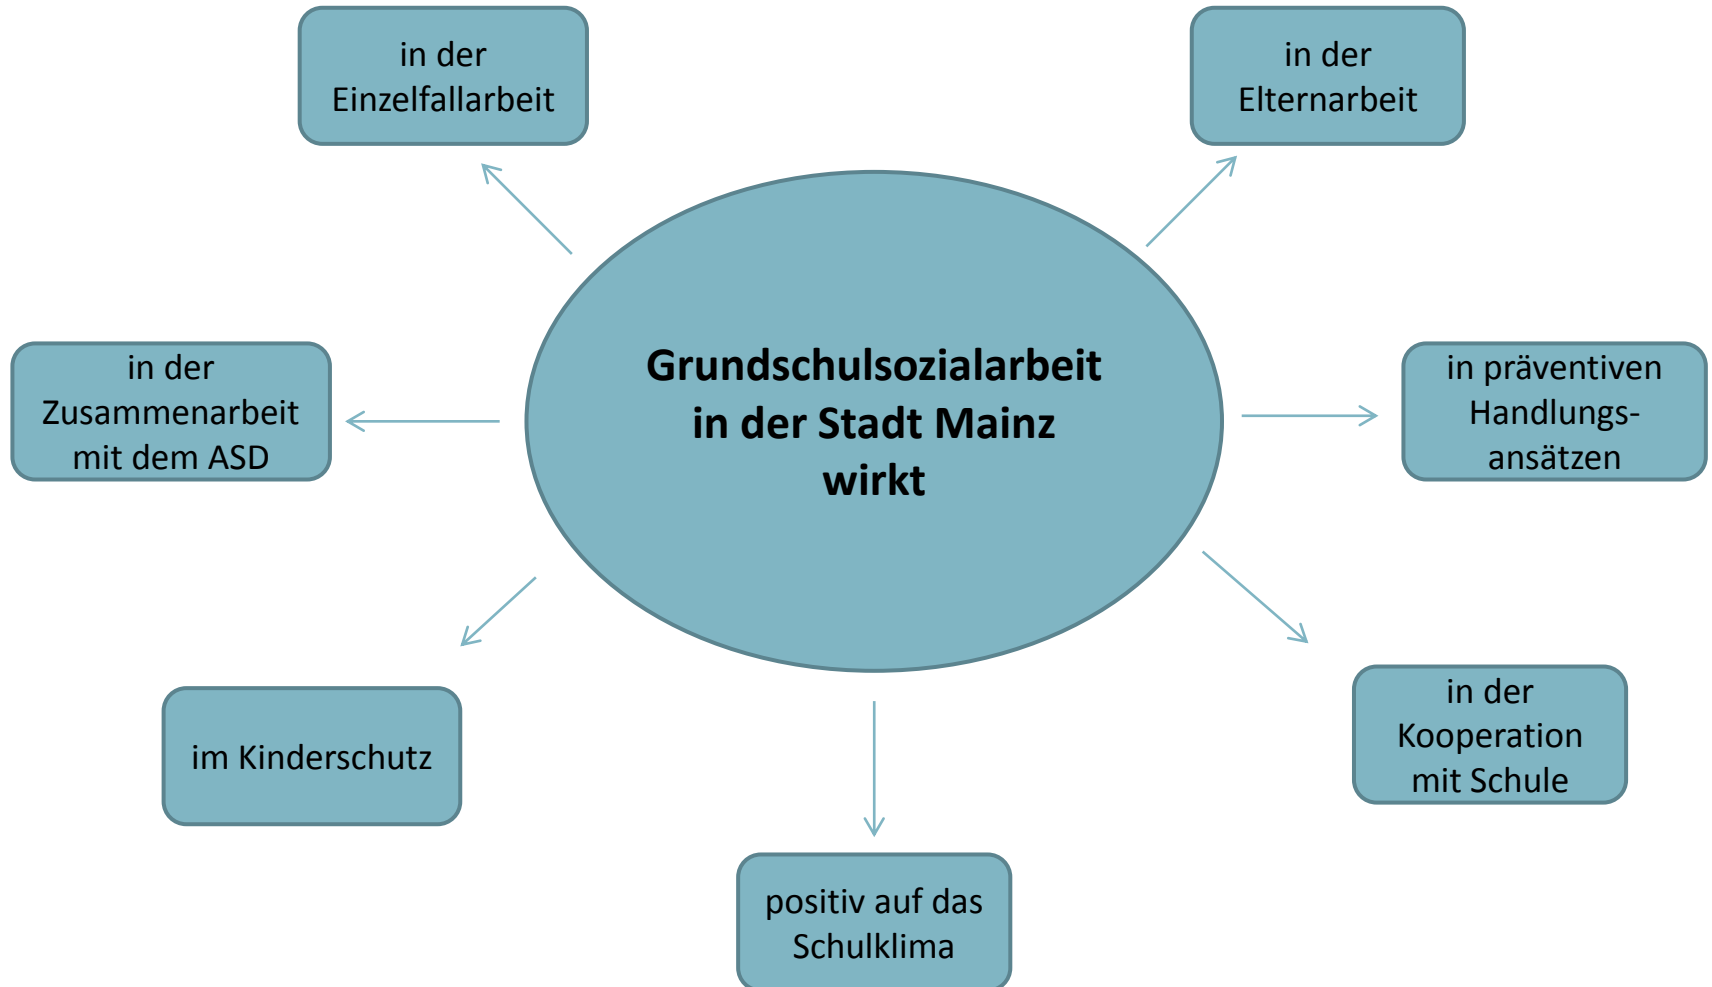 in der
Einzelfallarbeit
in der
Elternarbeit
Grundschulsozialarbeit
in der Stadt Mainz
wirkt
in der
Zusammenarbeit
mit dem ASD
in präventiven
Handlungs-
ansätzen
im Kinderschutz
in der
Kooperation
mit Schule
positiv auf das
Schulklima